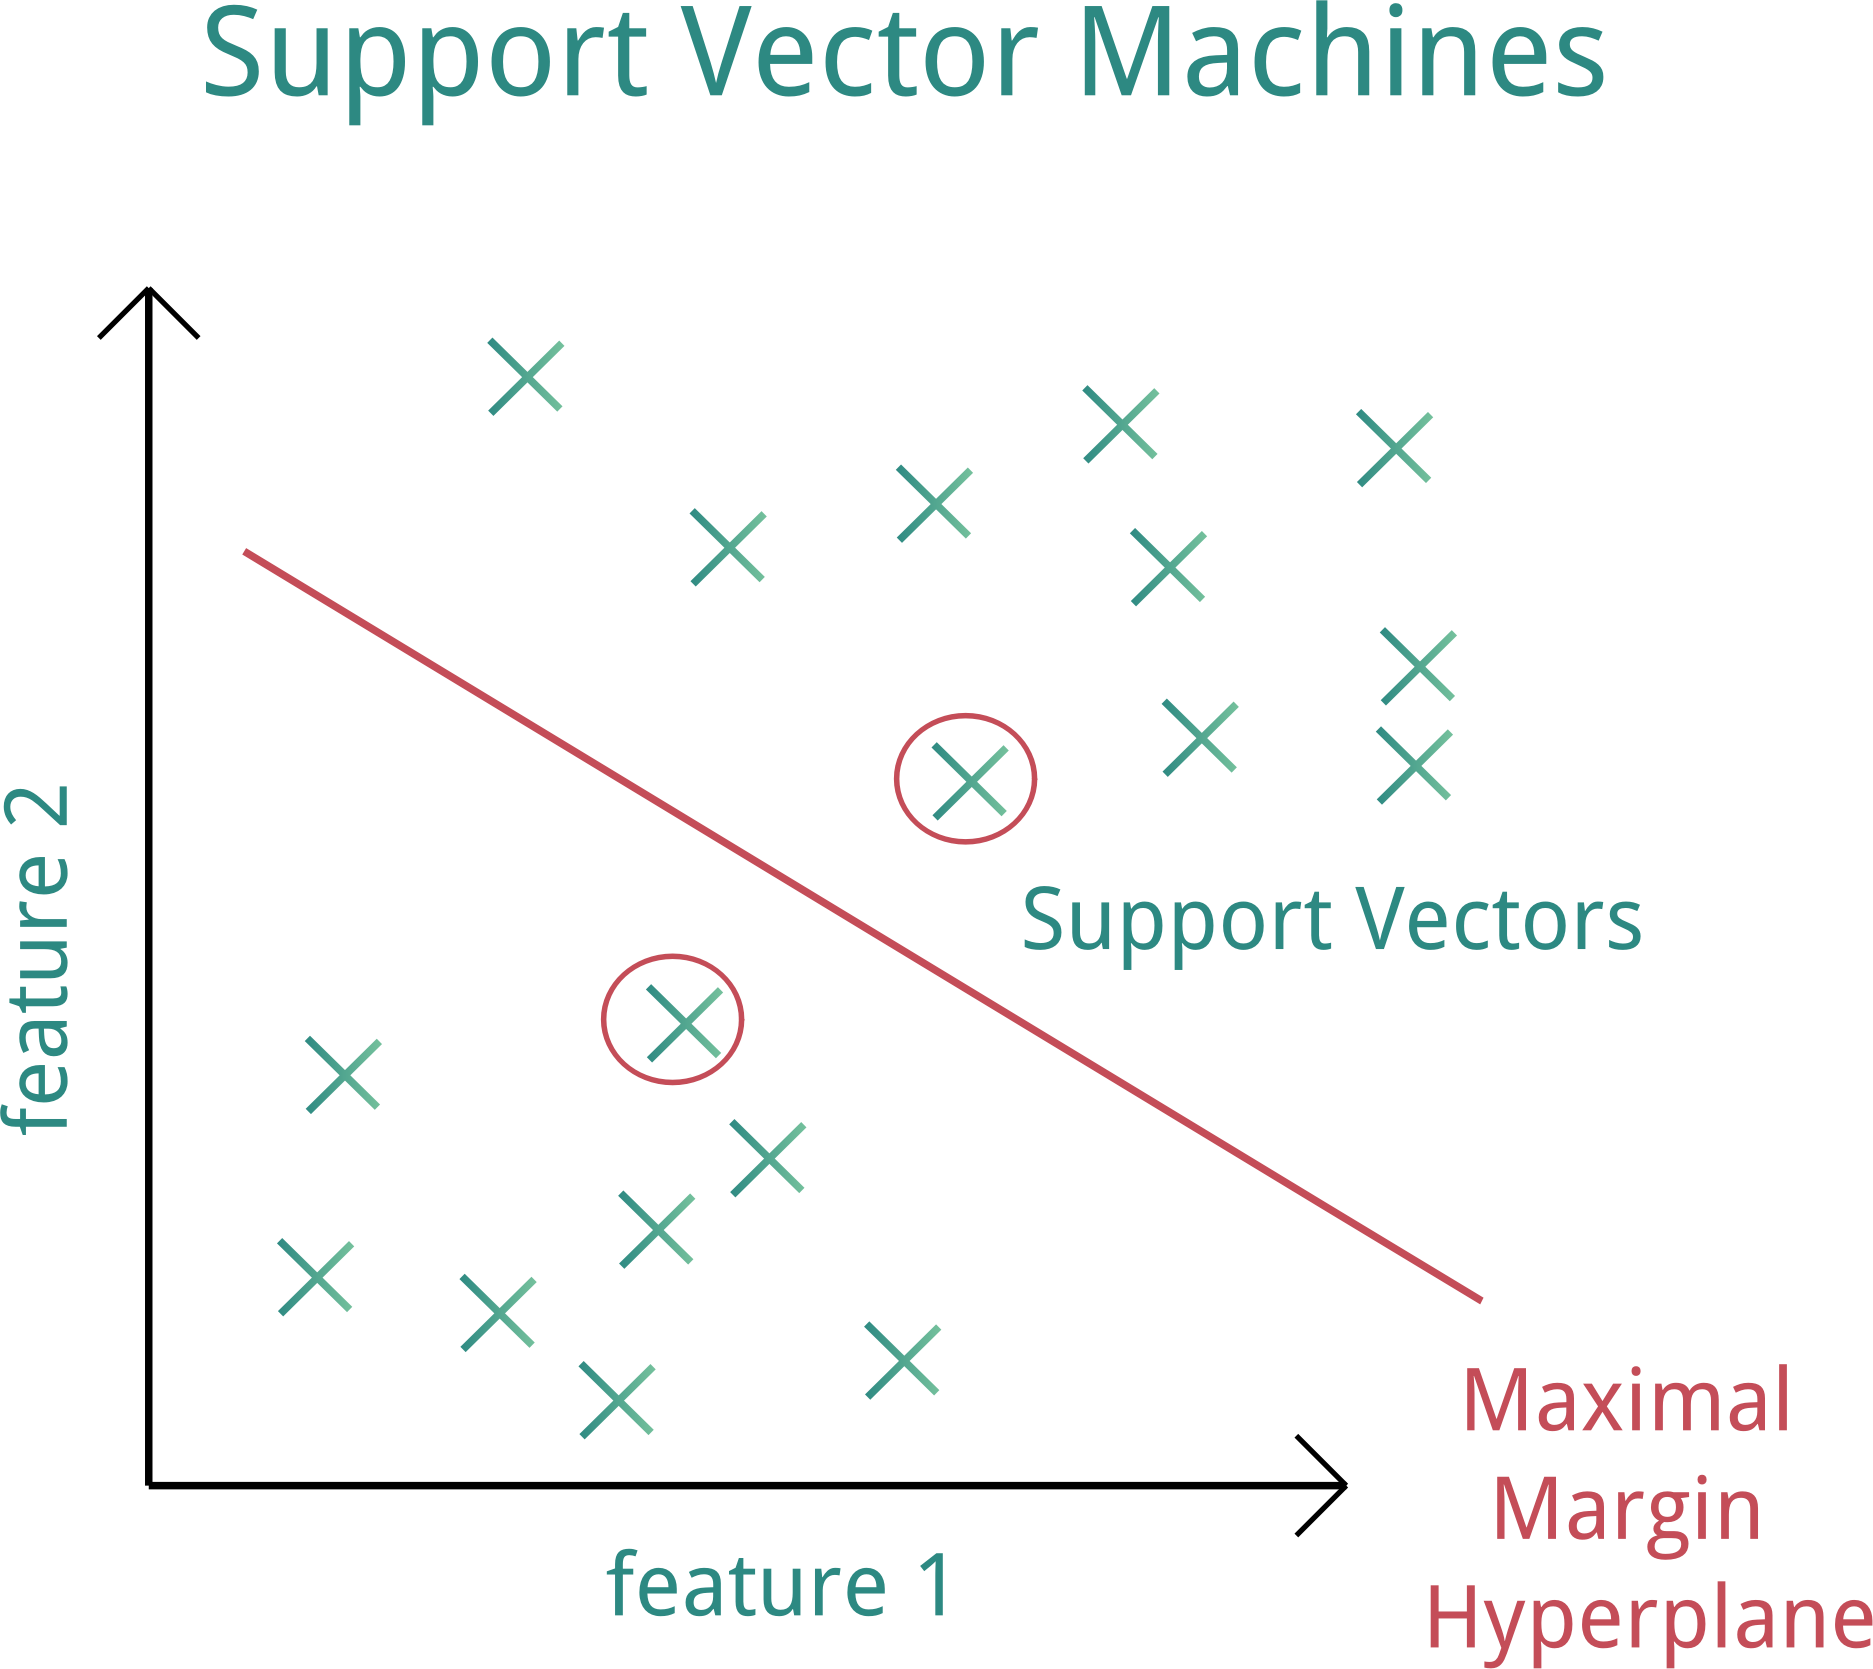 Support Vector Machines
feature 2
Support Vectors
Maximal
Margin
Hyperplane
feature 1